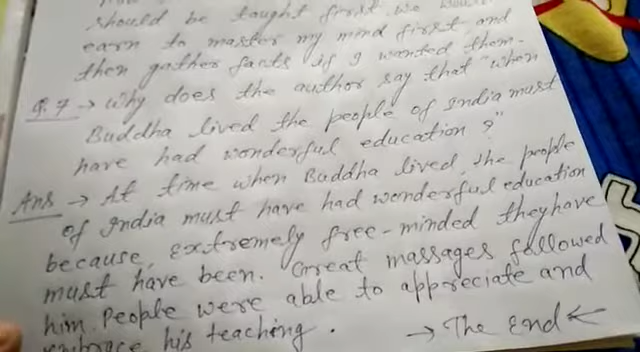 should be taught first. we would
earn to master my mind first, and
then gather facts if I wanted them.
Q.7 → Why does the author say that "when
Buddha lived the people of India must
have had wonderful education ?"
Ans → At time when Buddha lived, the people
of India must have had wonderful education
because, extremely free-minded they have
must have been. Great massages followed
him. People were able to appreciate and
embrace his teaching. → The End ←